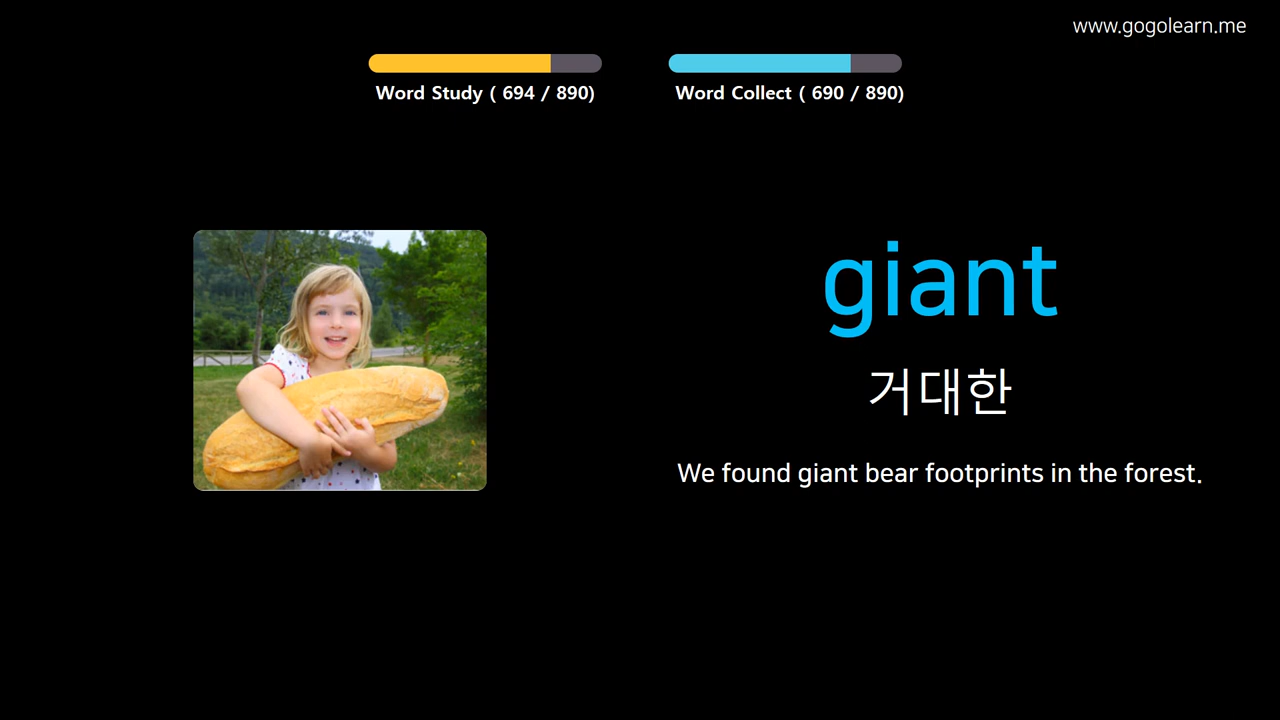 www.gogolearn.me
Word Study ( 694 / 890)
Word Collect ( 690 / 890)
giant
거대한
We found giant bear footprints in the forest.